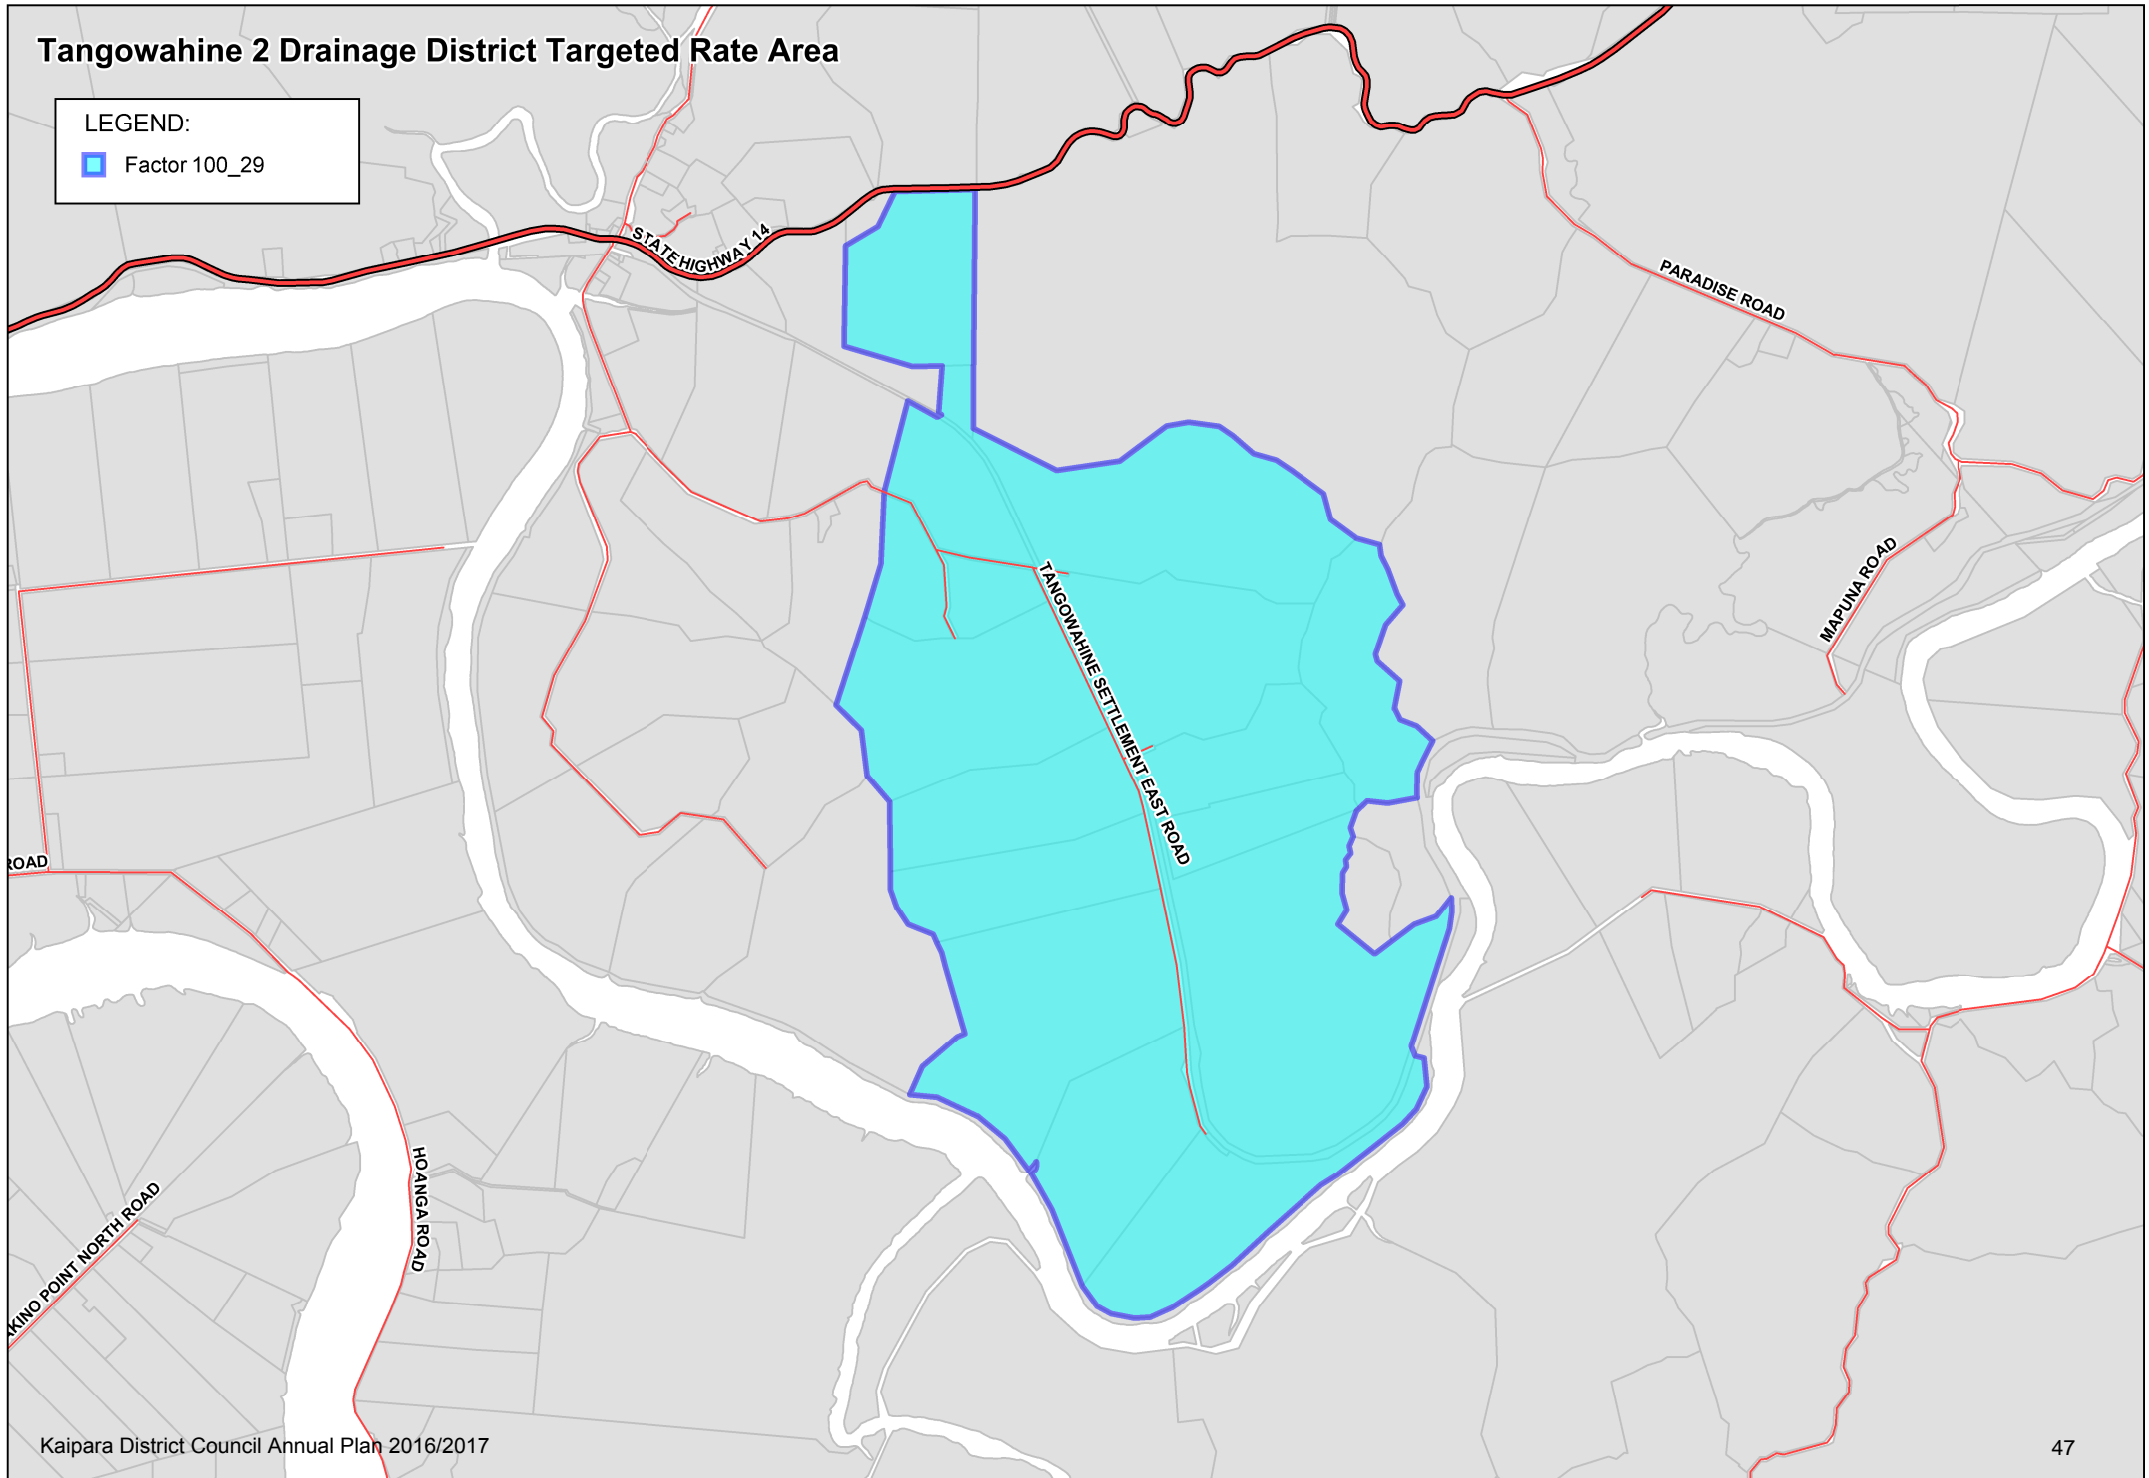 Tangowahine 2 Drainage District Targeted Rate Area
LEGEND:
Factor 100_29
STATE HIGHWAY 14
PARADISE ROAD
MAPUNA ROAD
TANGOWAHINE SETTLEMENT EAST ROAD
ROAD
HOANGA ROAD
AKINO POINT NORTH ROAD
Kaipara District Council Annual Plan 2016/2017
47